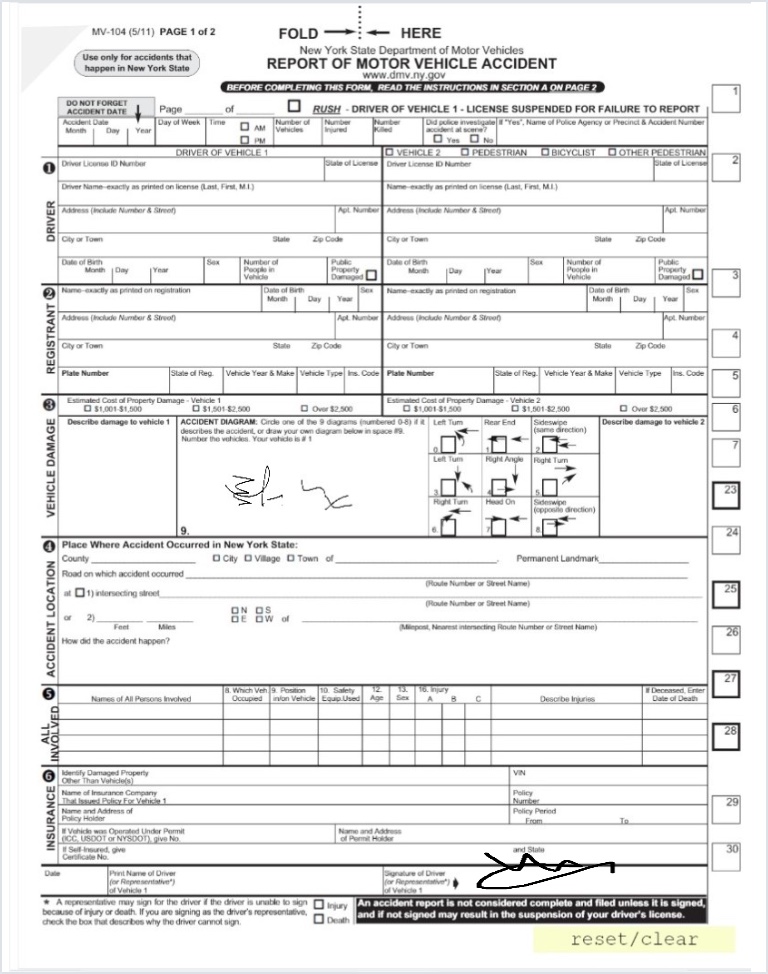 MV-104 (5/11) PAGE 1 of 2
FOLD HERE
Use only for accidents that
happen in New York State
New York State Department of Motor Vehicles
REPORT OF MOTOR VEHICLE ACCIDENT
www.dmv.ny.gov
BEFORE COMPLETING THIS FORM, READ THE INSTRUCTIONS IN SECTION A ON PAGE 2
DO NOT FORGET
ACCIDENT DATE
Page of
RUSH - DRIVER OF VEHICLE 1 - LICENSE SUSPENDED FOR FAILURE TO REPORT
1
Accident Date
Month Day Year
Day of Week
Time
AM
PM
Number of
Vehicles
Number
Injured
Number
Killed
Did police investigate
accident at scene?
Yes No
If "Yes", Name of Police Agency or Precinct & Accident Number
DRIVER OF VEHICLE 1
VEHICLE 2 PEDESTRIAN BICYCLIST OTHER PEDESTRIAN
2
1
DRIVER
Driver License ID Number State of License
Driver License ID Number State of License
Driver Name–exactly as printed on license (Last, First, M.I.)
Name–exactly as printed on license (Last, First, M.I.)
Address (Include Number & Street) Apt. Number
Address (Include Number & Street) Apt. Number
City or Town State Zip Code
City or Town State Zip Code
Date of Birth
Month Day Year
Sex
Number of
People in
Vehicle
Public
Property
Damaged
Date of Birth
Month Day Year
Sex
Number of
People in
Vehicle
Public
Property
Damaged
3
2
REGISTRANT
Name–exactly as printed on registration
Date of Birth
Month Day Year
Sex
Name–exactly as printed on registration
Date of Birth
Month Day Year
Sex
Address (Include Number & Street) Apt. Number
Address (Include Number & Street) Apt. Number
4
City or Town State Zip Code
City or Town State Zip Code
Plate Number State of Reg. Vehicle Year & Make Vehicle Type Ins. Code
Plate Number State of Reg. Vehicle Year & Make Vehicle Type Ins. Code
5
3
VEHICLE DAMAGE
Estimated Cost of Property Damage - Vehicle 1
$1,001-$1,500 $1,501-$2,500 Over $2,500
Estimated Cost of Property Damage - Vehicle 2
$1,001-$1,500 $1,501-$2,500 Over $2,500
6
Describe damage to vehicle 1
ACCIDENT DIAGRAM: Circle one of the 9 diagrams (numbered 0-8) if it
describes the accident, or draw your own diagram below in space #9.
Number the vehicles. Your vehicle is # 1
9.
Left Turn
0.
Rear End
1.
Sideswipe
(same direction)
2.
Left Turn
3.
Right Angle
4.
Right Turn
5.
Right Turn
6.
Head On
7.
Sideswipe
(opposite direction)
8.
Describe damage to vehicle 2
7
23
24
4
ACCIDENT LOCATION
Place Where Accident Occurred in New York State:
County City Village Town of . Permanent Landmark
Road on which accident occurred
(Route Number or Street Name)
at 1) intersecting street
(Route Number or Street Name)
25
or 2)
Feet Miles
N S
E W of
(Milepost, Nearest intersecting Route Number or Street Name)
26
How did the accident happen?
27
5
ALL
INVOLVED
Names of All Persons Involved
8. Which Veh.
Occupied
9. Position
in/on Vehicle
10. Safety
Equip.Used
12.
Age
13.
Sex
16. Injury
A B C
Describe Injuries
If Deceased, Enter
Date of Death
28
6
INSURANCE
Identify Damaged Property
Other Than Vehicle(s)
VIN
Name of Insurance Company
That Issued Policy For Vehicle 1
Policy
Number
29
Name and Address of
Policy Holder
Policy Period
From To
If Vehicle was Operated Under Permit
(ICC, USDOT or NYSDOT), give No.
Name and Address
of Permit Holder
If Self-Insured, give
Certificate No.
and State
30
Date
Print Name of Driver
(or Representative*)
of Vehicle 1
Signature of Driver
(or Representative*)
of Vehicle 1
* A representative may sign for the driver if the driver is unable to sign
because of injury or death. If you are signing as the driver's representative,
check the box that describes why the driver cannot sign.
Injury
Death
An accident report is not considered complete and filed unless it is signed,
and if not signed may result in the suspension of your driver's license.
reset/clear